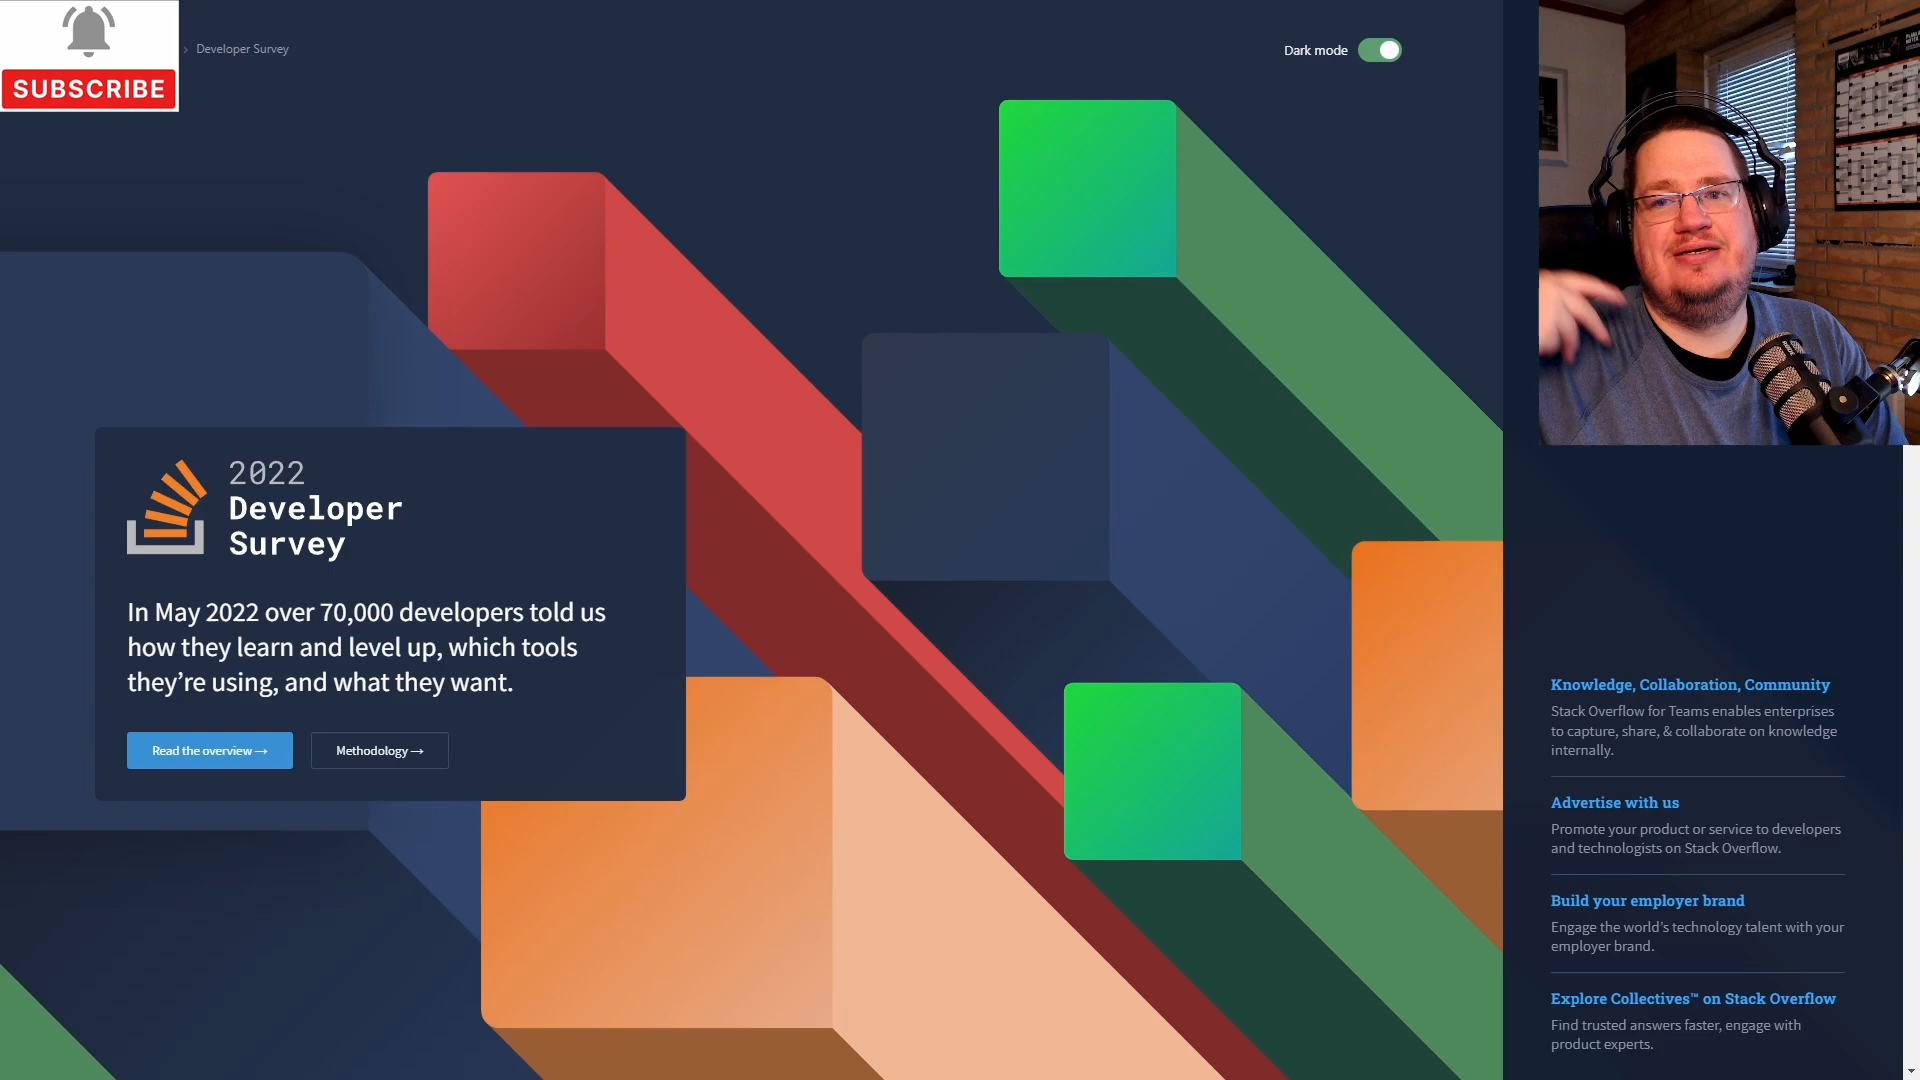 SUBSCRIBE
› Developer Survey
Dark mode
2022
Developer
Survey
In May 2022 over 70,000 developers told us
how they learn and level up, which tools
they’re using, and what they want.
Read the overview →
Methodology →
Knowledge, Collaboration, Community
Stack Overflow for Teams enables enterprises
to capture, share, & collaborate on knowledge
internally.
Advertise with us
Promote your product or service to developers
and technologists on Stack Overflow.
Build your employer brand
Engage the world’s technology talent with your
employer brand.
Explore Collectives™ on Stack Overflow
Find trusted answers faster, engage with
product experts.